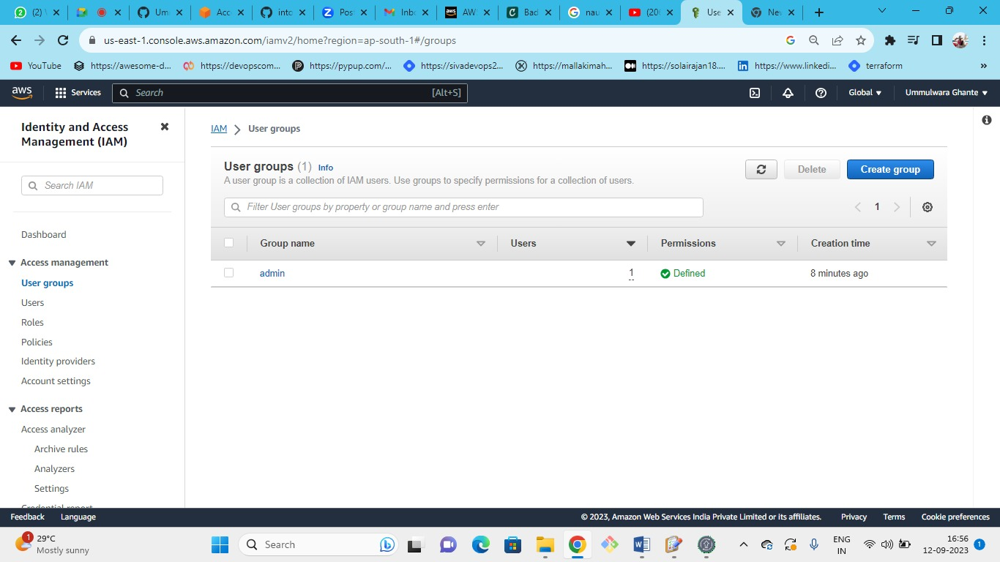 (2) V
Um
Acc
intc
Post
Inbo
AW
Bac
nau
(20
Use
Nev
us-east-1.console.aws.amazon.com/iamv2/home?region=ap-south-1#/groups
YouTube https://awesome-d... https://devopscom... https://pypup.com/... https://sivadevops2... https://mallakimah... https://solairajan18.... https://www.linkedi... terraform »
aws Services Search [Alt+S] Global Ummulwara Ghante
Identity and Access
Management (IAM)
Search IAM
Dashboard
Access management
User groups
Users
Roles
Policies
Identity providers
Account settings
Access reports
Access analyzer
Archive rules
Analyzers
Settings
Credential report
IAM > User groups
User groups (1) Info
A user group is a collection of IAM users. Use groups to specify permissions for a collection of users.
Delete
Create group
Filter User groups by property or group name and press enter
< 1 >
Group name Users Permissions Creation time
admin 1 Defined 8 minutes ago
Feedback Language © 2023, Amazon Web Services India Private Limited or its affiliates. Privacy Terms Cookie preferences
1
29°C
Mostly sunny
Search
ENG
IN
16:56
12-09-2023
1